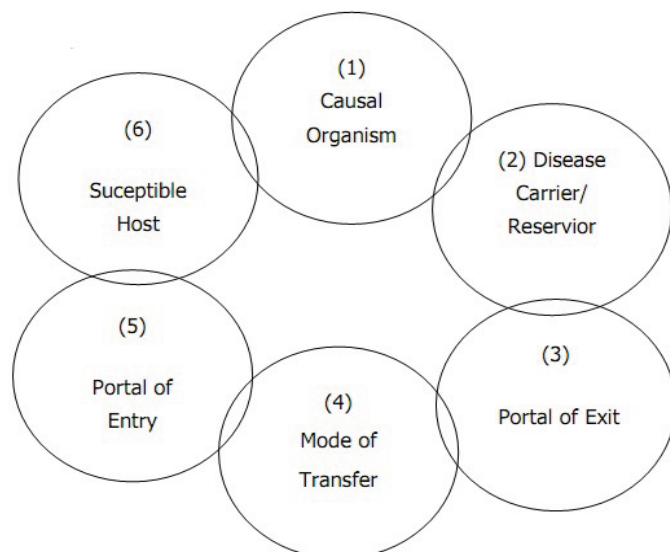 (1)
Causal
Organism
(2) Disease
Carrier/
Reservior
(3)
Portal of Exit
(4)
Mode of
Transfer
(5)
Portal of
Entry
(6)
Suceptible
Host